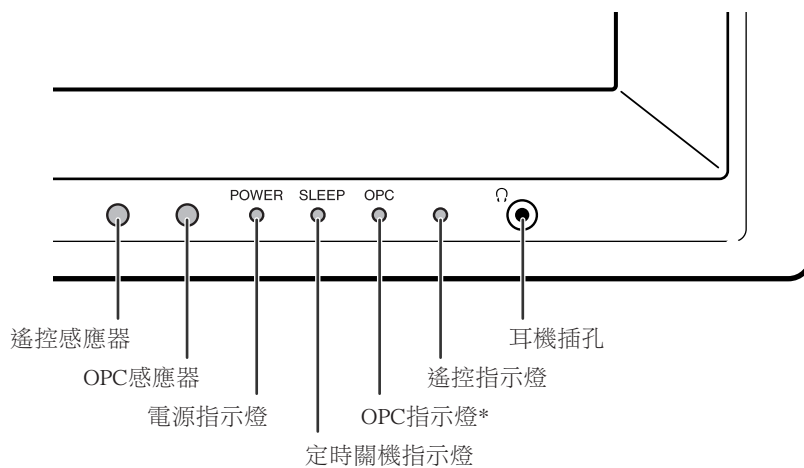 POWER SLEEP OPC
遙控感應器
耳機插孔
OPC感應器
遙控指示燈
電源指示燈
OPC指示燈*
定時關機指示燈